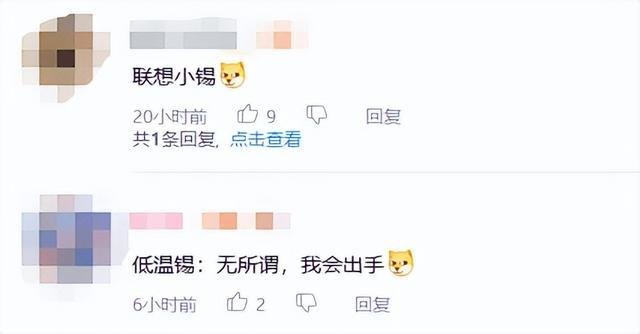 联想小锡
20小时前 9 回复
共1条回复, 点击查看
低温锡：无所谓，我会出手
6小时前 2 回复